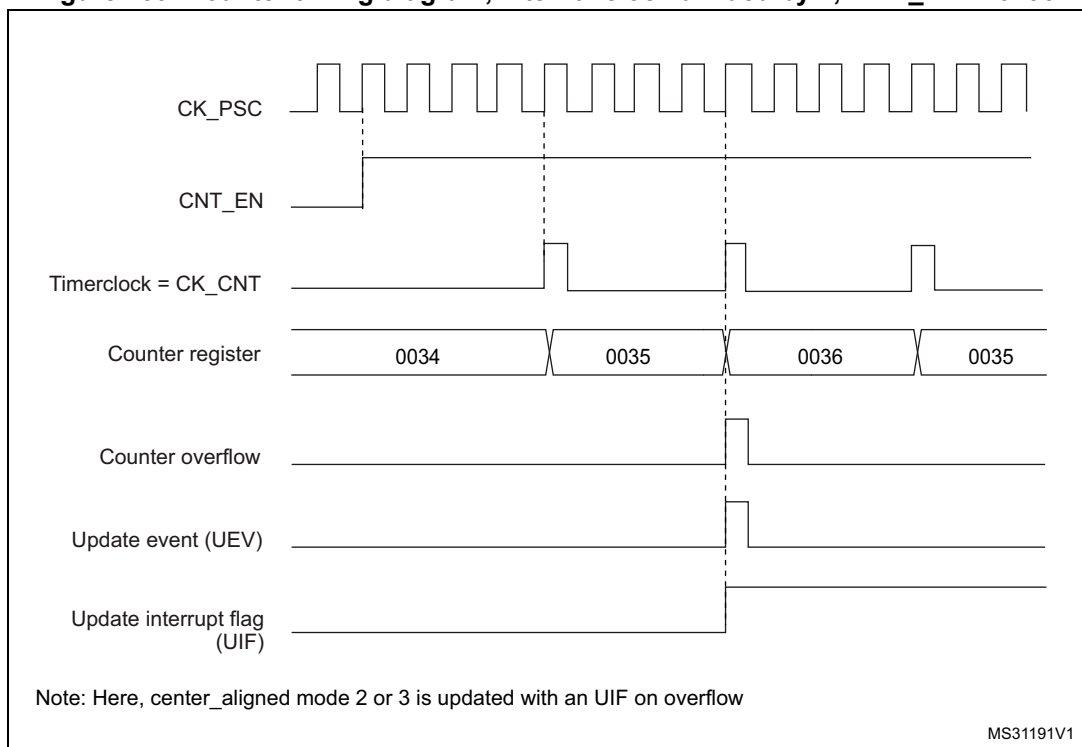 CK_PSC
CNT_EN
Timerclock = CK_CNT
Counter register
0034 0035 0036 0035
Counter overflow
Update event (UEV)
Update interrupt flag
(UIF)
Note: Here, center_aligned mode 2 or 3 is updated with an UIF on overflow
MS31191V1